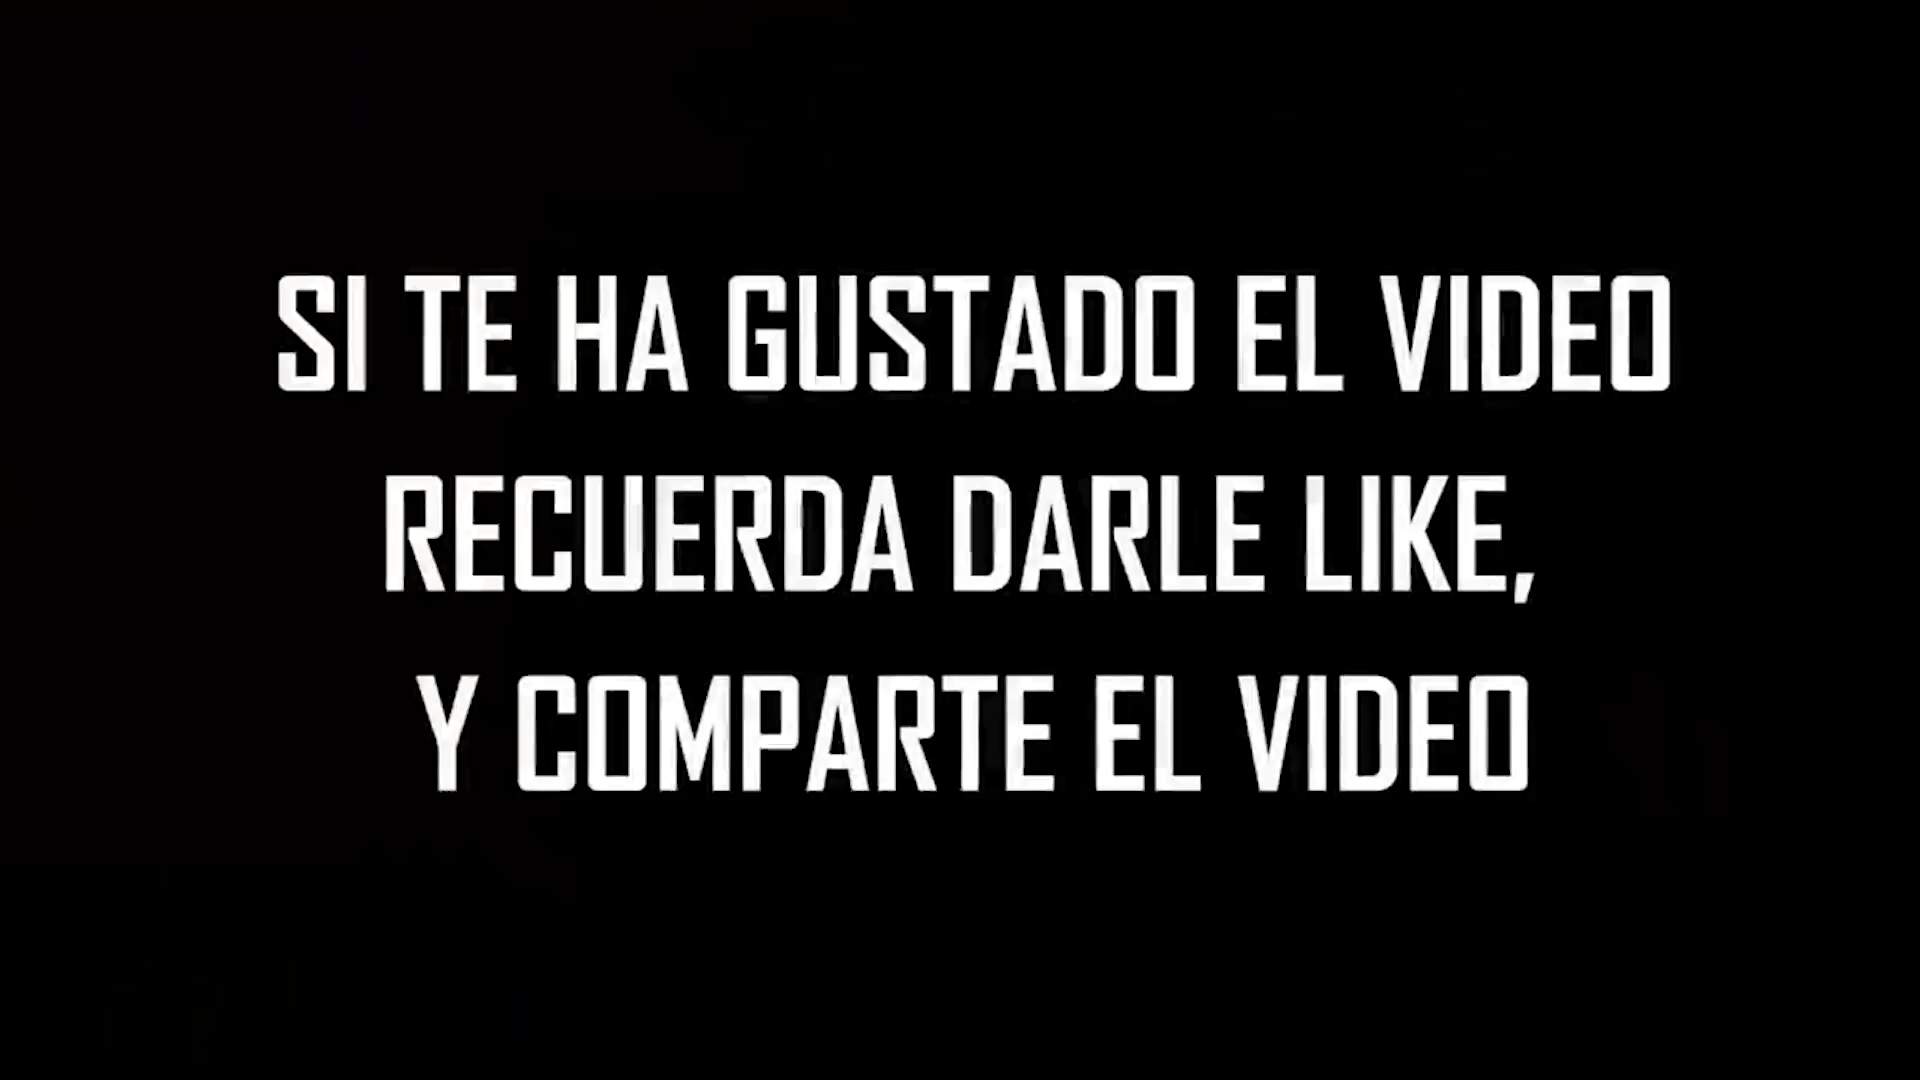 SI TE HA GUSTADO EL VIDEO
RECUERDA DARLE LIKE,
Y COMPARTE EL VIDEO